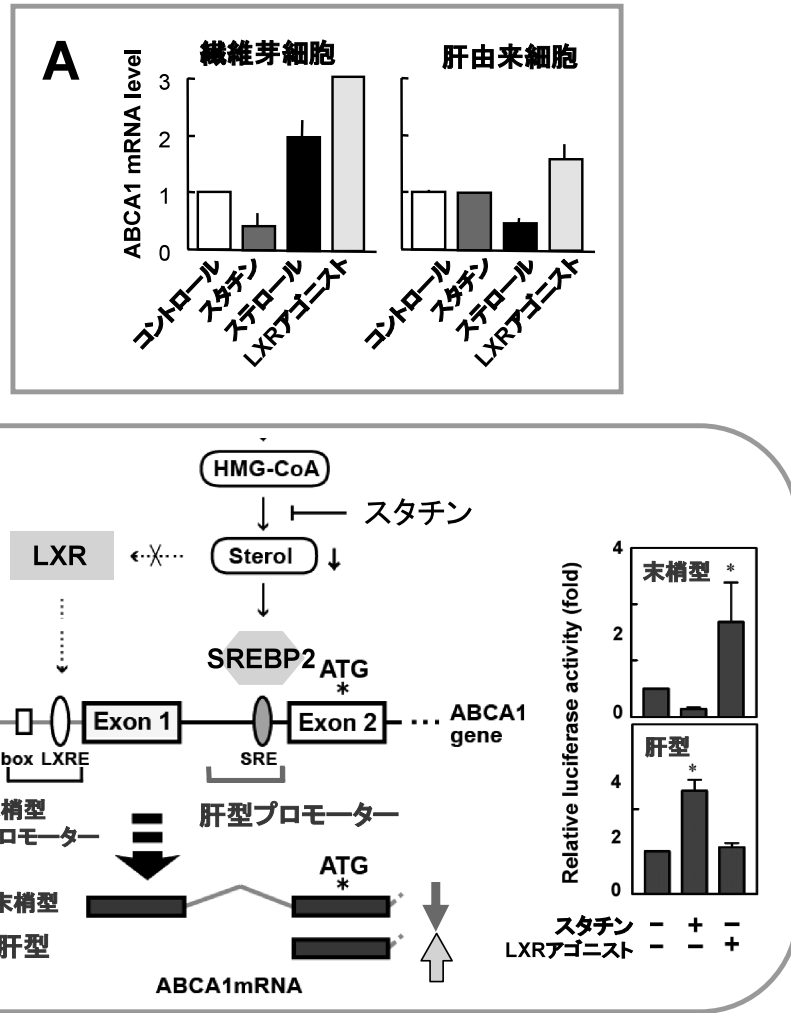 A
繊維芽細胞
肝由来細胞
ABCA1 mRNA level
3
2
1
0
コントロール
スタチン
ステロール
LXRアゴニスト
コントロール
スタチン
ステロール
LXRアゴニスト
HMG-CoA
スタチン
LXR
Sterol
SREBP2
ATG
*
Exon 1
Exon 2
ABCA1
gene
box
LXRE
SRE
梢型
ロモーター
肝型プロモーター
ATG
*
末梢型
肝型
ABCA1mRNA
Relative luciferase activity (fold)
4
2
0
末梢型
*
4
2
0
肝型
*
スタチン − + −
LXRアゴニスト − − +